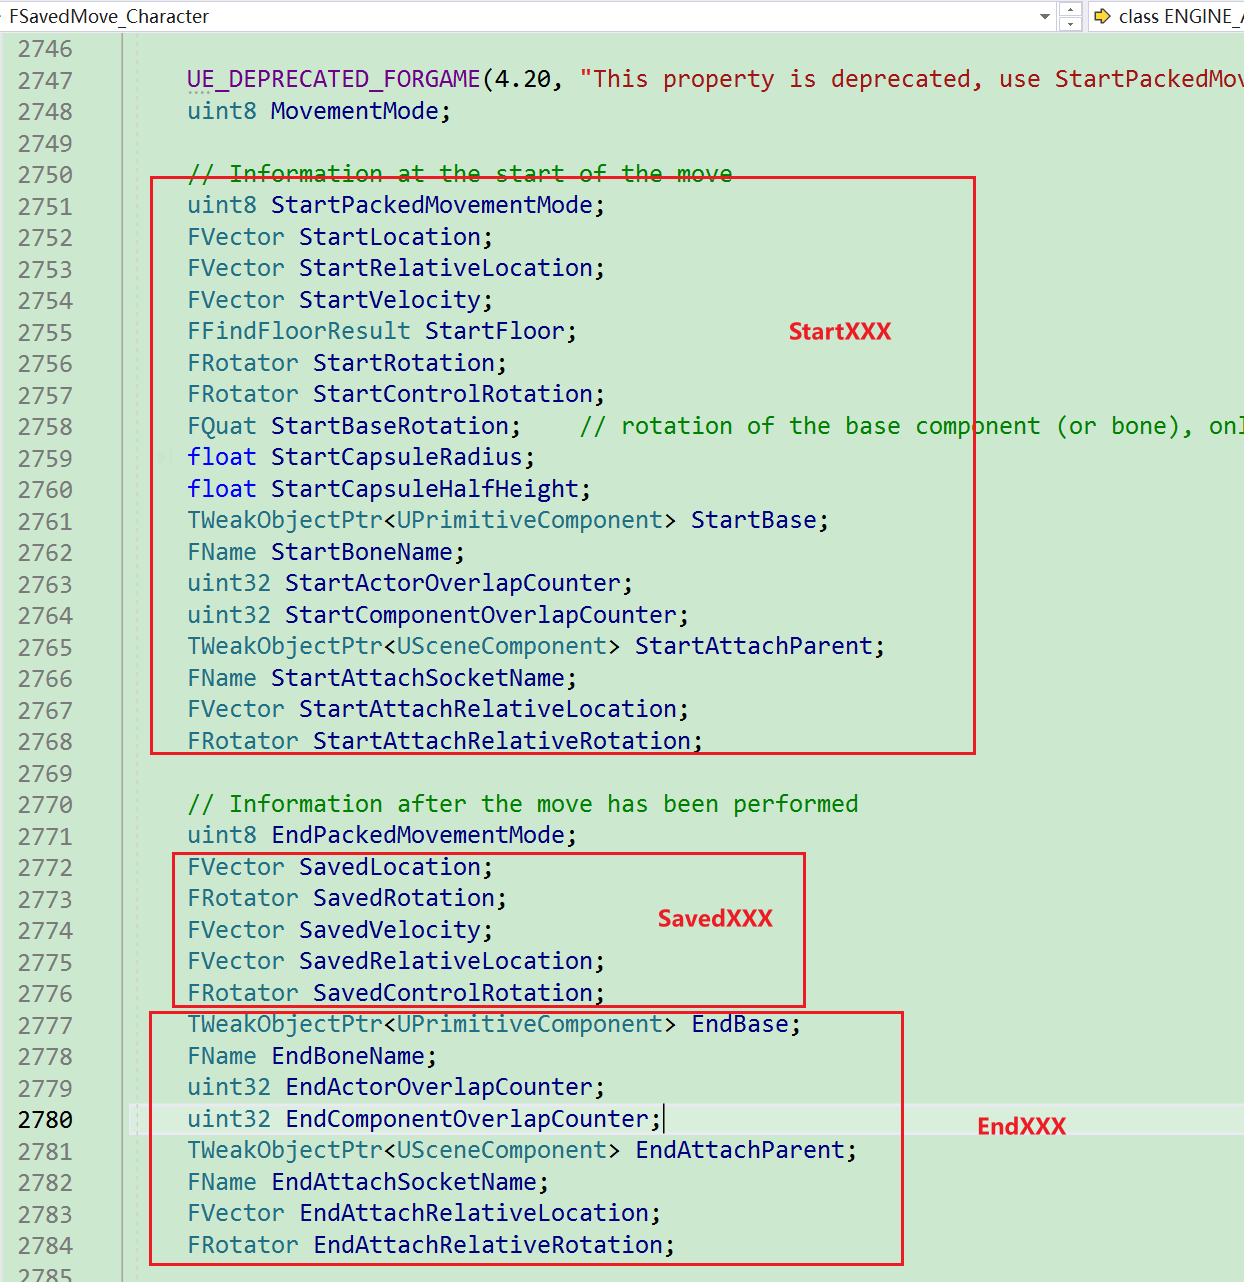 FSavedMove_Character
class ENGINE_
2746
2747 UE_DEPRECATED_FORGAME(4.20, "This property is deprecated, use StartPackedMov
2748 uint8 MovementMode;
2749
2750 // Information at the start of the move
2751 uint8 StartPackedMovementMode;
2752 FVector StartLocation;
2753 FVector StartRelativeLocation;
2754 FVector StartVelocity;
2755 FFindFloorResult StartFloor;
StartXXX
2756 FRotator StartRotation;
2757 FRotator StartControlRotation;
2758 FQuat StartBaseRotation; // rotation of the base component (or bone), onl
2759 float StartCapsuleRadius;
2760 float StartCapsuleHalfHeight;
2761 TWeakObjectPtr<UPrimitiveComponent> StartBase;
2762 FName StartBoneName;
2763 uint32 StartActorOverlapCounter;
2764 uint32 StartComponentOverlapCounter;
2765 TWeakObjectPtr<USceneComponent> StartAttachParent;
2766 FName StartAttachSocketName;
2767 FVector StartAttachRelativeLocation;
2768 FRotator StartAttachRelativeRotation;
2769
2770 // Information after the move has been performed
2771 uint8 EndPackedMovementMode;
2772 FVector SavedLocation;
2773 FRotator SavedRotation;
2774 FVector SavedVelocity;
SavedXXX
2775 FVector SavedRelativeLocation;
2776 FRotator SavedControlRotation;
2777 TWeakObjectPtr<UPrimitiveComponent> EndBase;
2778 FName EndBoneName;
2779 uint32 EndActorOverlapCounter;
2780 uint32 EndComponentOverlapCounter;
EndXXX
2781 TWeakObjectPtr<USceneComponent> EndAttachParent;
2782 FName EndAttachSocketName;
2783 FVector EndAttachRelativeLocation;
2784 FRotator EndAttachRelativeRotation;
2785